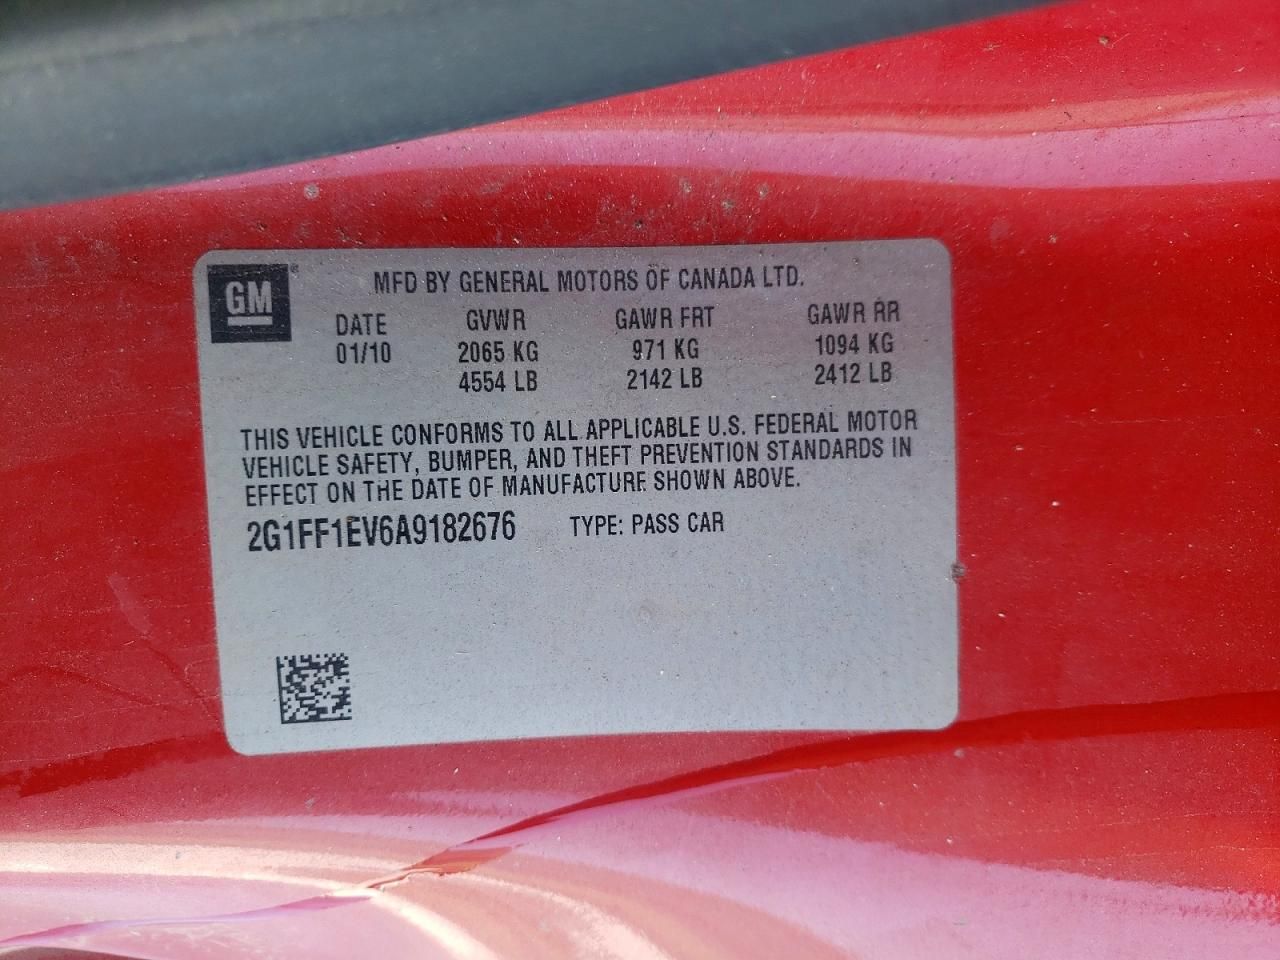 GM®
MFD BY GENERAL MOTORS OF CANADA LTD.
DATE GVWR GAWR FRT GAWR RR
01/10 2065 KG 971 KG 1094 KG
4554 LB 2142 LB 2412 LB
THIS VEHICLE CONFORMS TO ALL APPLICABLE U.S. FEDERAL MOTOR
VEHICLE SAFETY, BUMPER, AND THEFT PREVENTION STANDARDS IN
EFFECT ON THE DATE OF MANUFACTURE SHOWN ABOVE.
2G1FF1EV6A9182676 TYPE: PASS CAR